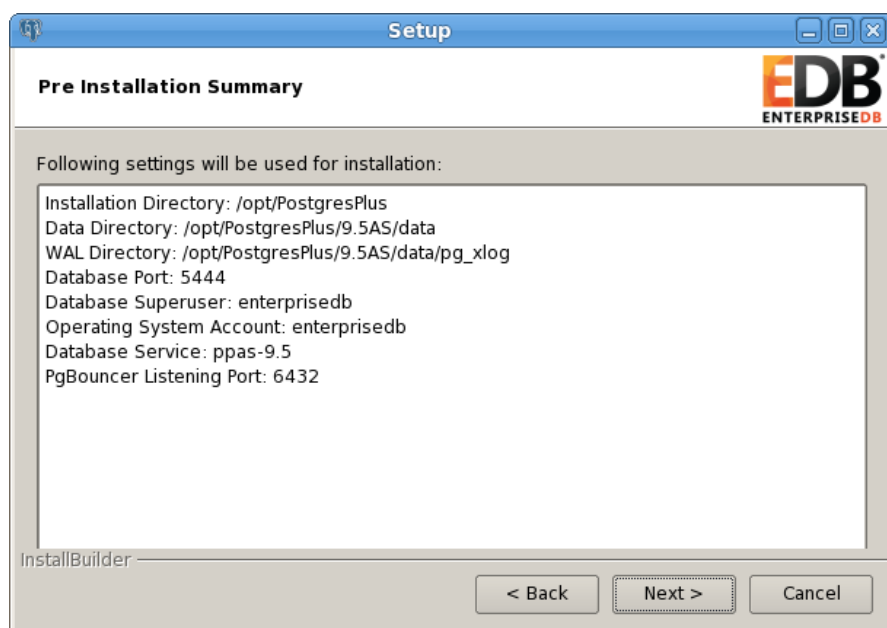 Setup
Pre Installation Summary
EDB
ENTERPRISEDB
Following settings will be used for installation:
Installation Directory: /opt/PostgresPlus
Data Directory: /opt/PostgresPlus/9.5AS/data
WAL Directory: /opt/PostgresPlus/9.5AS/data/pg_xlog
Database Port: 5444
Database Superuser: enterprisedb
Operating System Account: enterprisedb
Database Service: ppas-9.5
PgBouncer Listening Port: 6432
InstallBuilder
< Back
Next >
Cancel